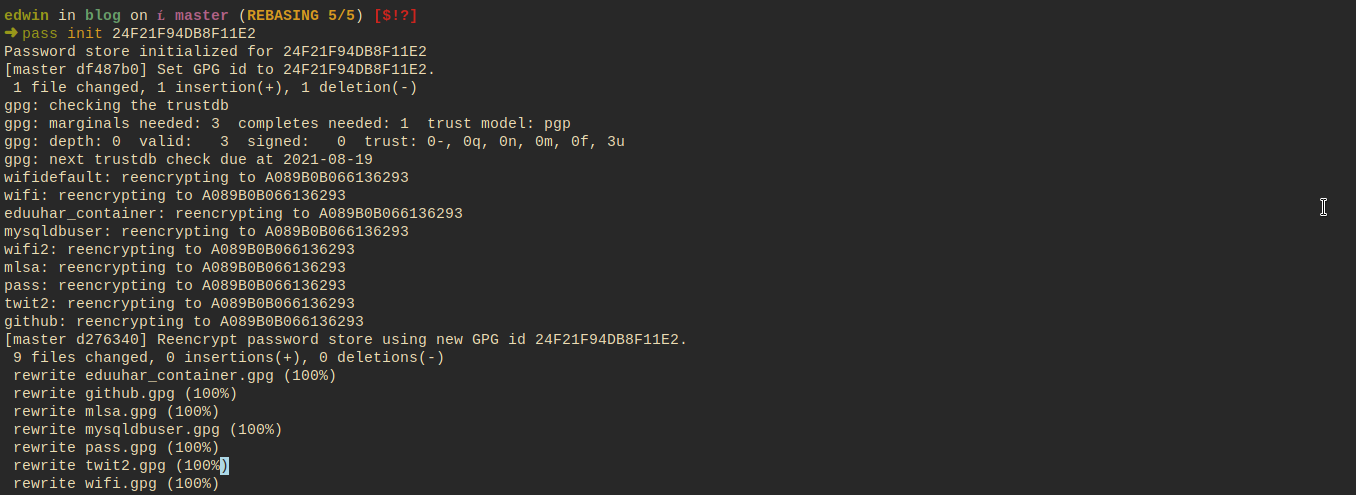 edwin in blog on master (REBASING 5/5) [$!?]
➜ pass init 24F21F94DB8F11E2
Password store initialized for 24F21F94DB8F11E2
[master df487b0] Set GPG id to 24F21F94DB8F11E2.
 1 file changed, 1 insertion(+), 1 deletion(-)
gpg: checking the trustdb
gpg: marginals needed: 3  completes needed: 1  trust model: pgp
gpg: depth: 0  valid:   3  signed:   0  trust: 0-, 0q, 0n, 0m, 0f, 3u
gpg: next trustdb check due at 2021-08-19
wifidefault: reencrypting to A089B0B066136293
wifi: reencrypting to A089B0B066136293
eduuhar_container: reencrypting to A089B0B066136293
mysqldbuser: reencrypting to A089B0B066136293
wifi2: reencrypting to A089B0B066136293
mlsa: reencrypting to A089B0B066136293
pass: reencrypting to A089B0B066136293
twit2: reencrypting to A089B0B066136293
github: reencrypting to A089B0B066136293
[master d276340] Reencrypt password store using new GPG id 24F21F94DB8F11E2.
 9 files changed, 0 insertions(+), 0 deletions(-)
 rewrite eduuhar_container.gpg (100%)
 rewrite github.gpg (100%)
 rewrite mlsa.gpg (100%)
 rewrite mysqldbuser.gpg (100%)
 rewrite pass.gpg (100%)
 rewrite twit2.gpg (100%)
 rewrite wifi.gpg (100%)